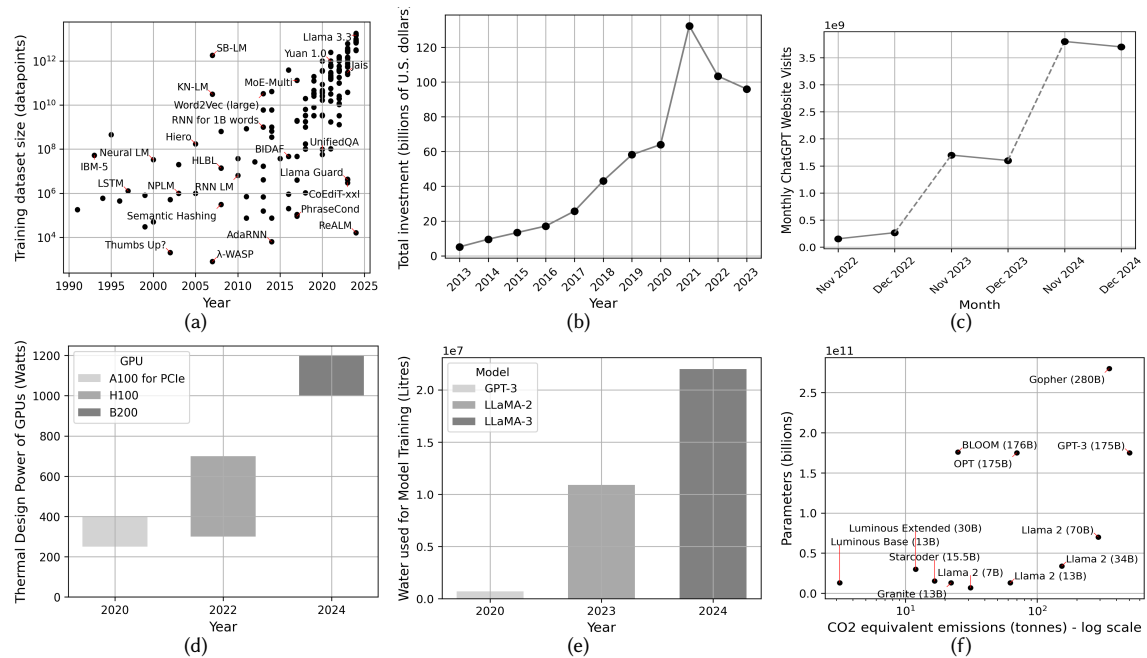 Training dataset size (datapoints)
10^12
10^10
10^8
10^6
10^4
SB-LM
Llama 3.3
Yuan 1.0
Jais
KN-LM
MoE-Multi
Word2Vec (large)
RNN for 1B words
Hiero
UnifiedQA
BIDAF
Neural LM
IBM-5
HLBL
Llama Guard
LSTM
NPLM
RNN LM
CoEdiT-xxl
Semantic Hashing
PhraseCond
ReALM
AdaRNN
Thumbs Up?
λ-WASP
1990 1995 2000 2005 2010 2015 2020 2025
Year
(a)
Total investment (billions of U.S. dollars)
120
100
80
60
40
20
0
2013 2014 2015 2016 2017 2018 2019 2020 2021 2022 2023
Year
(b)
1e9
Monthly ChatGPT Website Visits
3.5
3.0
2.5
2.0
1.5
1.0
0.5
0.0
Nov 2022 Dec 2022 Nov 2023 Dec 2023 Nov 2024 Dec 2024
Month
(c)
Thermal Design Power of GPUs (Watts)
1200
1000
800
600
400
200
0
GPU
A100 for PCIe
H100
B200
2020 2022 2024
Year
(d)
1e7
Water used for Model Training (Litres)
2.0
1.5
1.0
0.5
0.0
Model
GPT-3
LLaMA-2
LLaMA-3
2020 2023 2024
Year
(e)
1e11
Parameters (billions)
2.5
2.0
1.5
1.0
0.5
0.0
Gopher (280B)
BLOOM (176B)
GPT-3 (175B)
OPT (175B)
Luminous Extended (30B)
Llama 2 (70B)
Luminous Base (13B)
Starcoder (15.5B)
Llama 2 (34B)
Llama 2 (7B)
Llama 2 (13B)
Granite (13B)
10^1 10^2
CO2 equivalent emissions (tonnes) - log scale
(f)